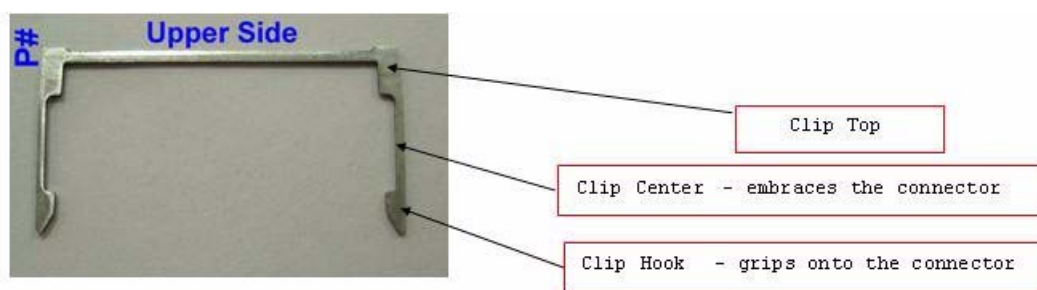 Upper Side
P#
Clip Top
Clip Center - embraces the connector
Clip Hook - grips onto the connector